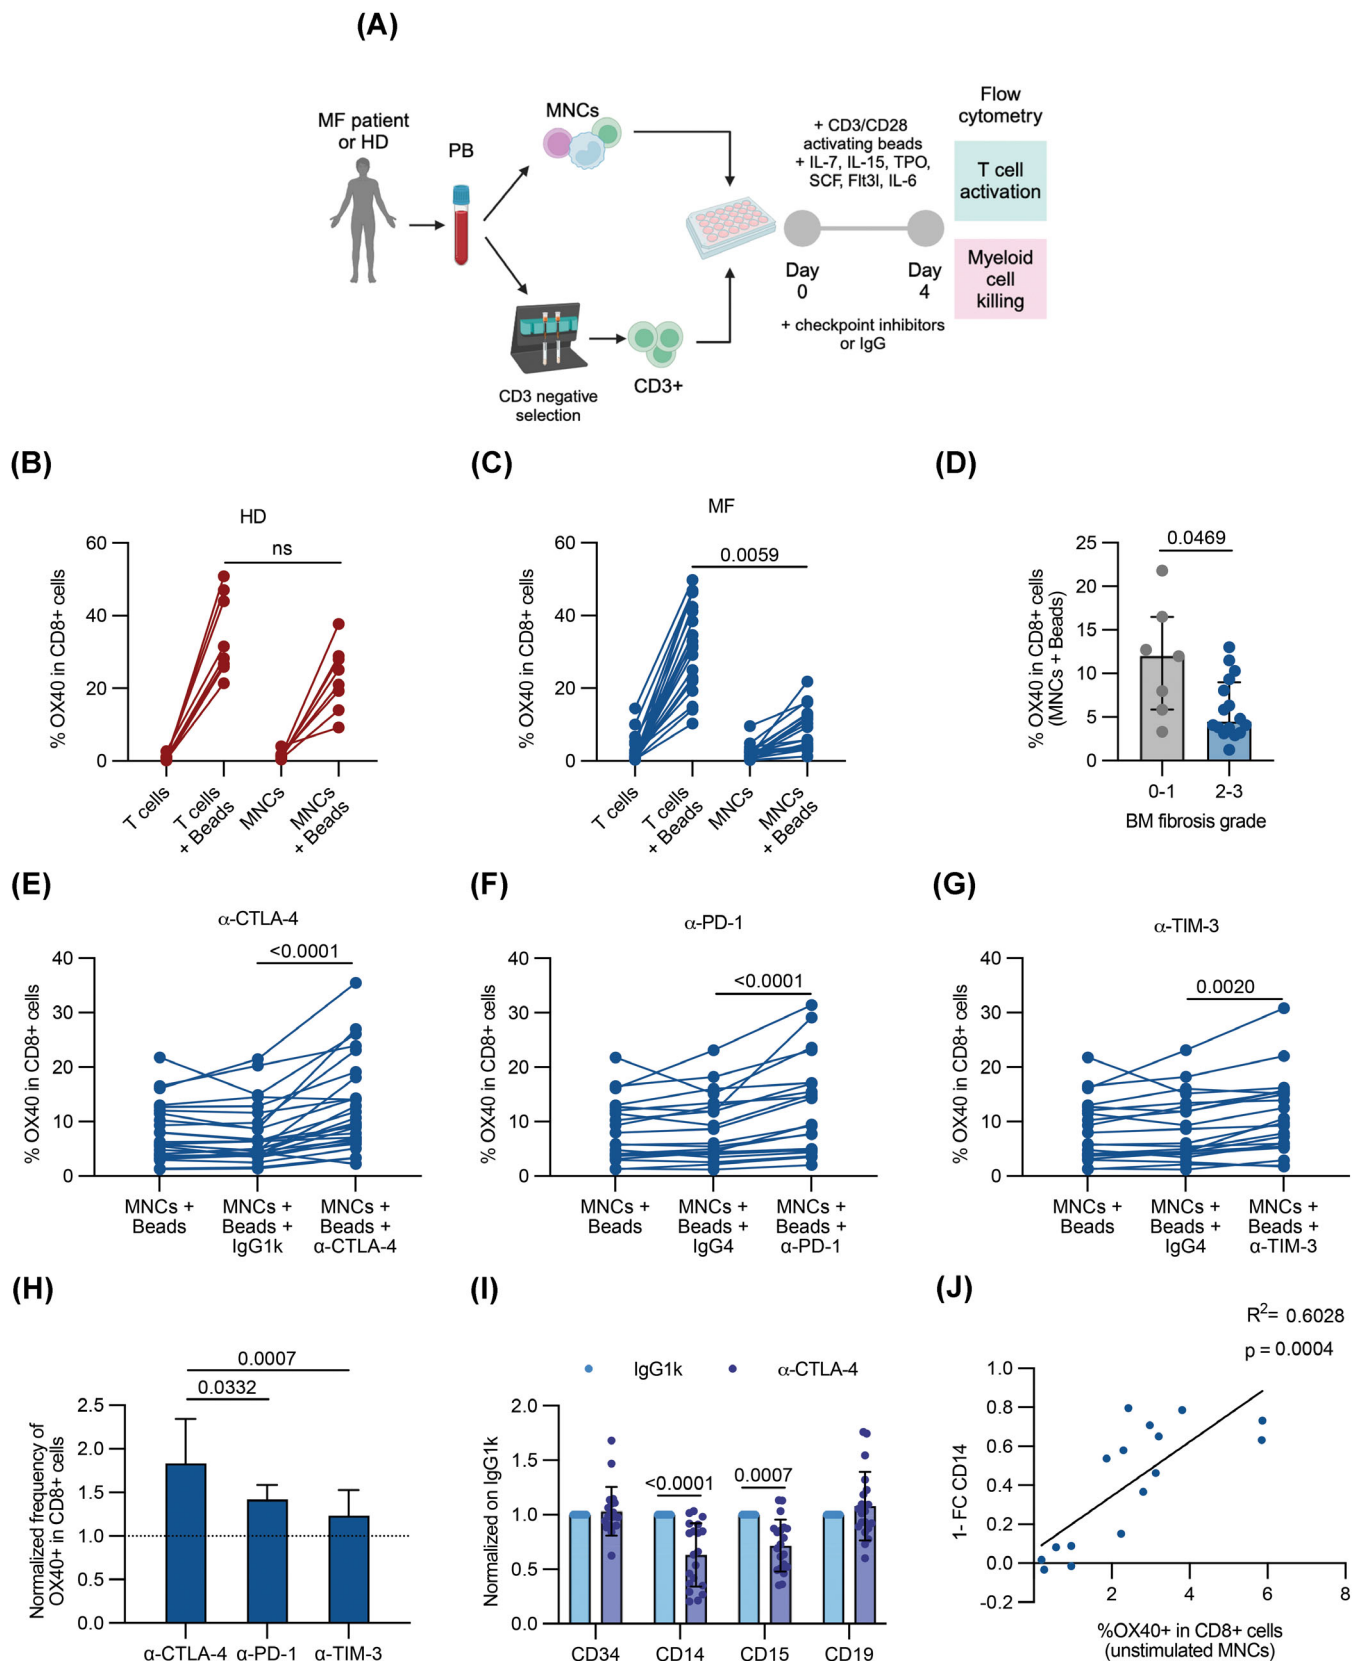 (A)
MF patient
or HD
PB
MNCs
CD3 negative
selection
CD3+
+ CD3/CD28
activating beads
+ IL-7, IL-15, TPO,
SCF, Flt3l, IL-6
Day
0
Day
4
+ checkpoint inhibitors
or IgG
Flow
cytometry
T cell
activation
Myeloid
cell
killing
(B)
HD
ns
% OX40 in CD8+ cells
60
40
20
0
T cells
T cells
+ Beads
MNCs
MNCs
+ Beads
(C)
MF
0.0059
% OX40 in CD8+ cells
60
40
20
0
T cells
T cells
+ Beads
MNCs
MNCs
+ Beads
(D)
0.0469
% OX40 in CD8+ cells
(MNCs + Beads)
25
20
15
10
5
0
0-1
2-3
BM fibrosis grade
(E)
α-CTLA-4
<0.0001
% OX40 in CD8+ cells
40
30
20
10
0
MNCs +
Beads
MNCs +
Beads +
IgG1k
MNCs +
Beads +
α-CTLA-4
(F)
α-PD-1
<0.0001
% OX40 in CD8+ cells
40
30
20
10
0
MNCs +
Beads
MNCs +
Beads +
IgG4
MNCs +
Beads +
α-PD-1
(G)
α-TIM-3
0.0020
% OX40 in CD8+ cells
40
30
20
10
0
MNCs +
Beads
MNCs +
Beads +
IgG4
MNCs +
Beads +
α-TIM-3
(H)
0.0007
0.0332
Normalized frequency of
OX40+ in CD8+ cells
2.5
2.0
1.5
1.0
0.5
0.0
α-CTLA-4
α-PD-1
α-TIM-3
(I)
IgG1k
α-CTLA-4
<0.0001
0.0007
Normalized on IgG1k
2.0
1.5
1.0
0.5
0.0
CD34
CD14
CD15
CD19
(J)
R²= 0.6028
p = 0.0004
1- FC CD14
1.0
0.8
0.6
0.4
0.2
0.0
-0.2
2
4
6
8
%OX40+ in CD8+ cells
(unstimulated MNCs)